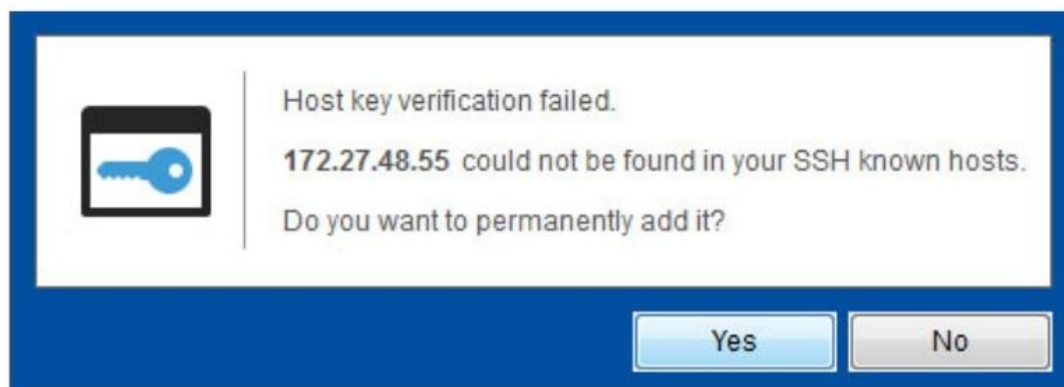 Host key verification failed.
172.27.48.55 could not be found in your SSH known hosts.
Do you want to permanently add it?
Yes No